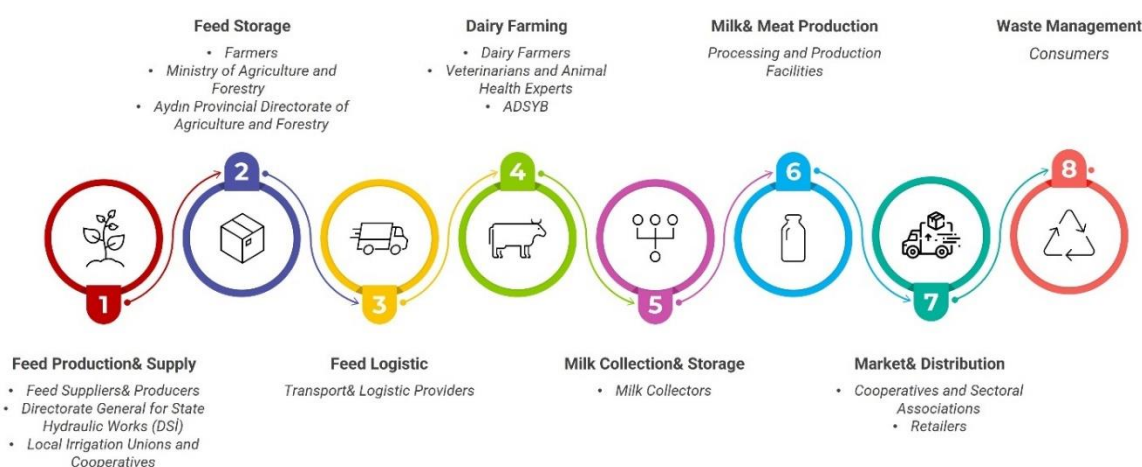 Feed Storage
• Farmers
• Ministry of Agriculture and
Forestry
• Aydın Provincial Directorate of
Agriculture and Forestry
Dairy Farming
• Dairy Farmers
• Veterinarians and Animal
Health Experts
• ADSYB
Milk& Meat Production
Processing and Production
Facilities
Waste Management
Consumers
1
2
3
4
5
6
7
8
Feed Production& Supply
• Feed Suppliers& Producers
• Directorate General for State
Hydraulic Works (DSİ)
• Local Irrigation Unions and
Cooperatives
Feed Logistic
Transport& Logistic Providers
Milk Collection& Storage
• Milk Collectors
Market& Distribution
• Cooperatives and Sectoral
Associations
• Retailers